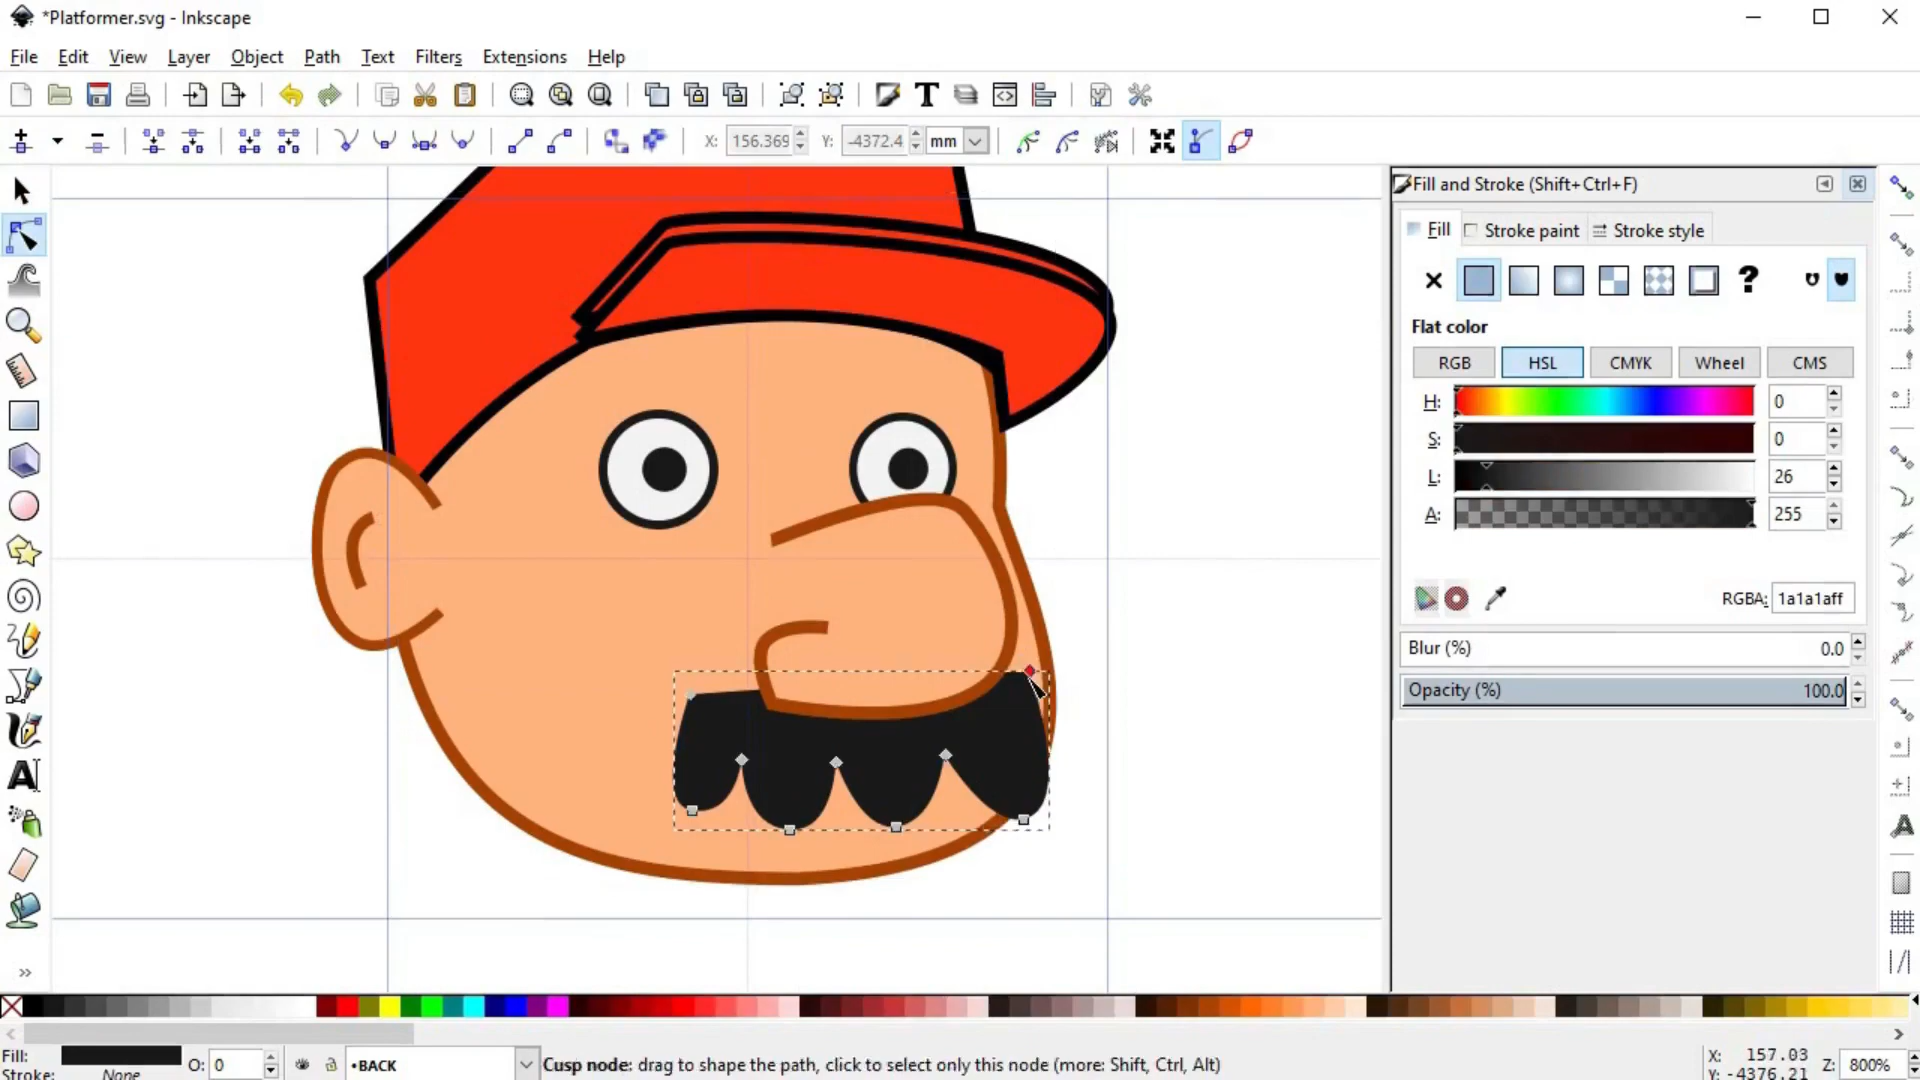 *Platformer.svg - Inkscape
File Edit View Layer Object Path Text Filters Extensions Help
X: 156.369 Y: -4372.4 mm
Fill and Stroke (Shift+Ctrl+F)
Fill Stroke paint Stroke style
Flat color
RGB HSL CMYK Wheel CMS
H: 0
S: 0
L: 26
A: 255
RGBA: 1a1a1aff
Blur (%) 0.0
Opacity (%) 100.0
Fill: O: 0 •BACK Cusp node: drag to shape the path, click to select only this node (more: Shift, Ctrl, Alt) X: 157.03 Z: 800%
Stroke: None Y: -4376.21